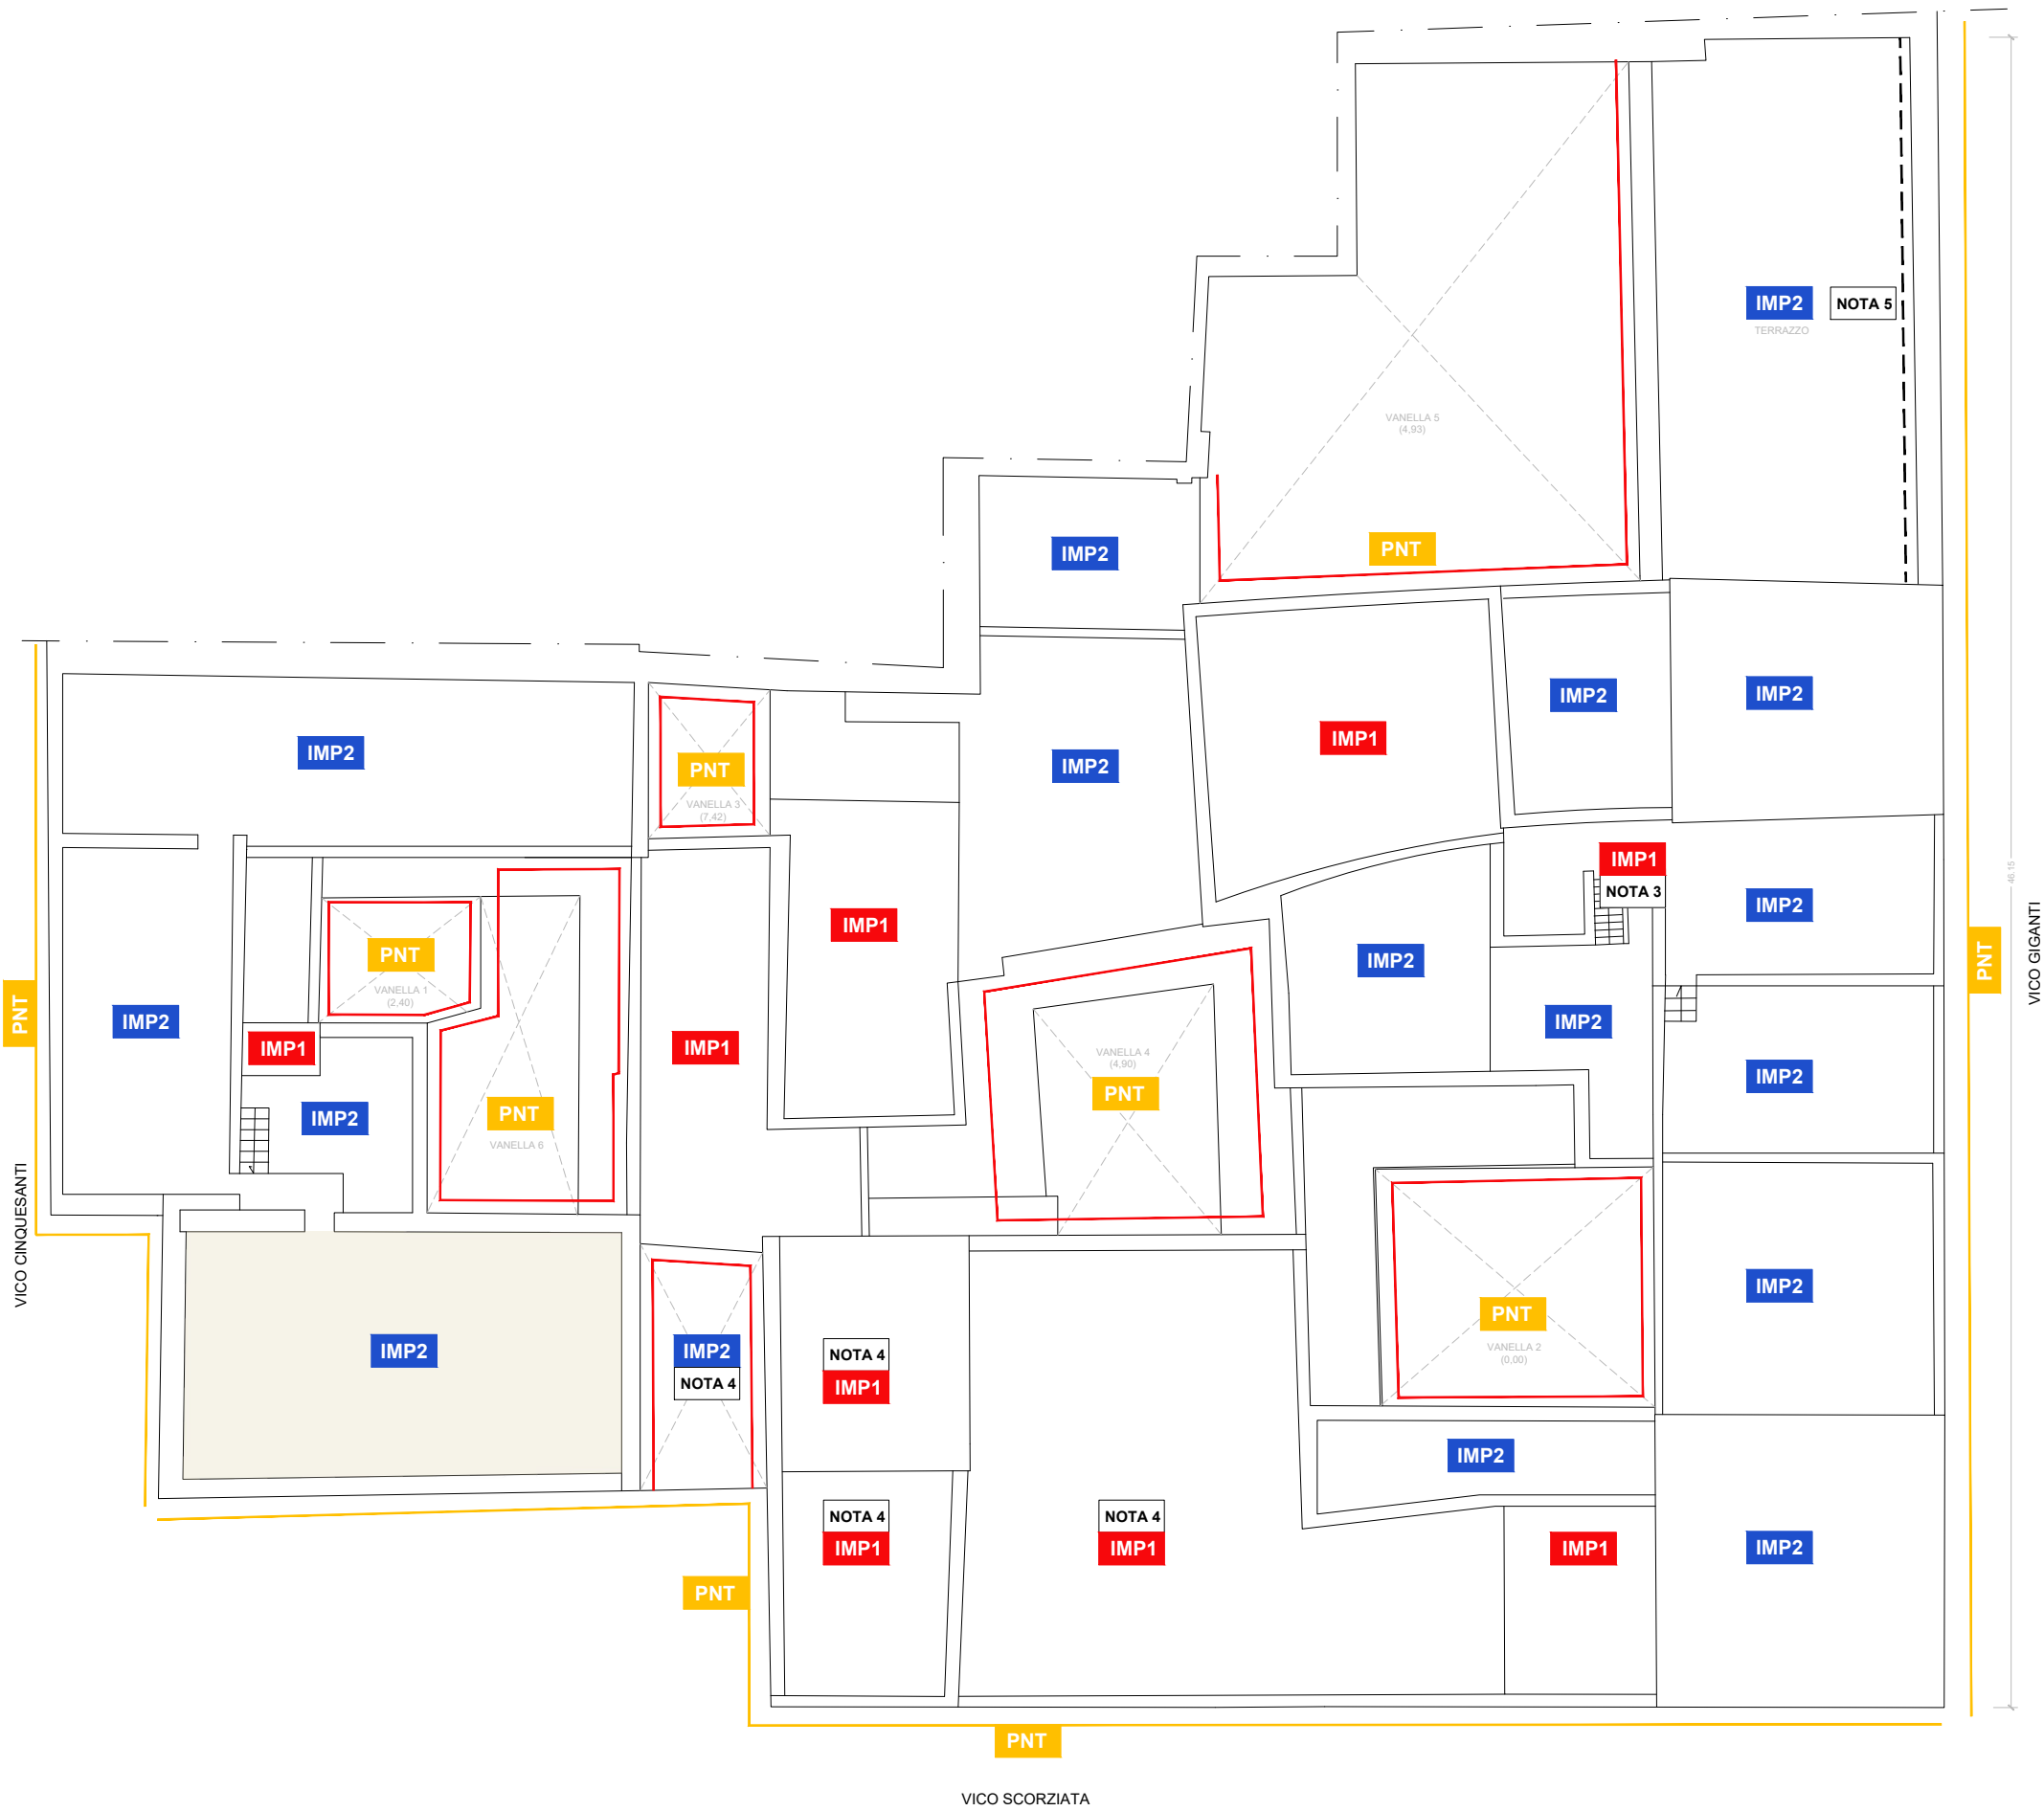 IMP2
NOTA 5
TERRAZZO
VANELLA 5
(4,93)
PNT
IMP2
IMP2
IMP2
IMP1
IMP2
IMP2
PNT
VANELLA 3
(7,42)
IMP1
NOTA 3
IMP2
46.15
VICO GIGANTI
PNT
IMP1
IMP2
PNT
VANELLA 1
(2,40)
PNT
IMP2
IMP1
IMP1
IMP2
IMP2
VANELLA 4
(4,90)
PNT
IMP2
PNT
VANELLA 6
VICO CINQUESANTI
IMP2
PNT
VANELLA 2
(0,00)
IMP2
IMP2
NOTA 4
NOTA 4
IMP1
IMP2
NOTA 4
IMP1
NOTA 4
IMP1
IMP1
IMP2
PNT
PNT
VICO SCORZIATA